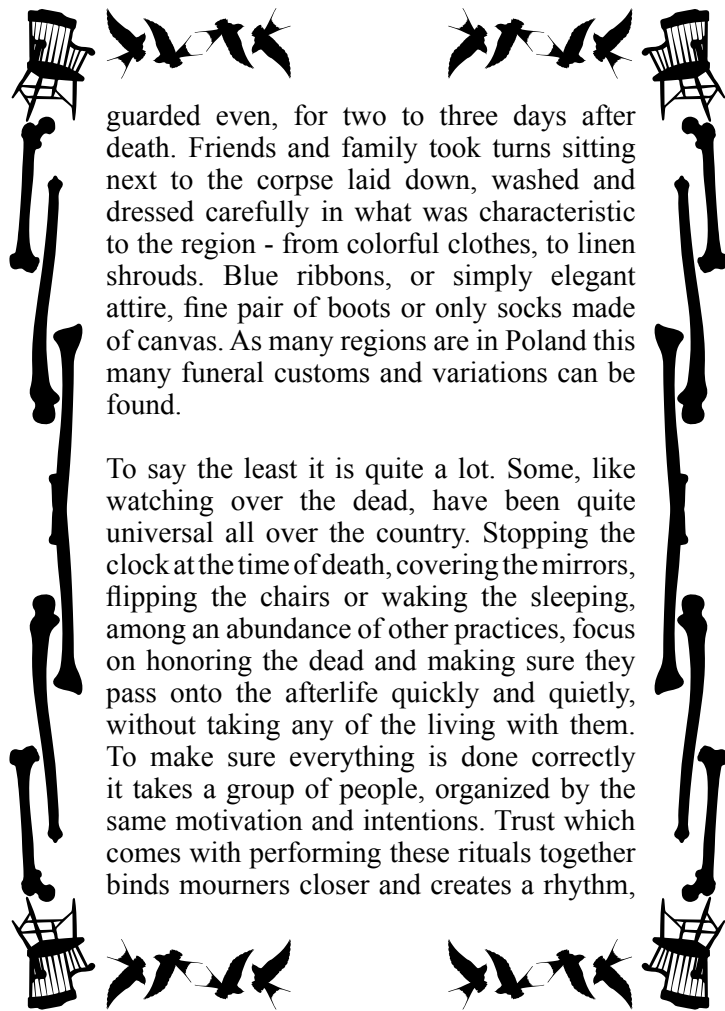 guarded even, for two to three days after
death. Friends and family took turns sitting
next to the corpse laid down, washed and
dressed carefully in what was characteristic
to the region - from colorful clothes, to linen
shrouds. Blue ribbons, or simply elegant
attire, fine pair of boots or only socks made
of canvas. As many regions are in Poland this
many funeral customs and variations can be
found.

To say the least it is quite a lot. Some, like
watching over the dead, have been quite
universal all over the country. Stopping the
clock at the time of death, covering the mirrors,
flipping the chairs or waking the sleeping,
among an abundance of other practices, focus
on honoring the dead and making sure they
pass onto the afterlife quickly and quietly,
without taking any of the living with them.
To make sure everything is done correctly
it takes a group of people, organized by the
same motivation and intentions. Trust which
comes with performing these rituals together
binds mourners closer and creates a rhythm,